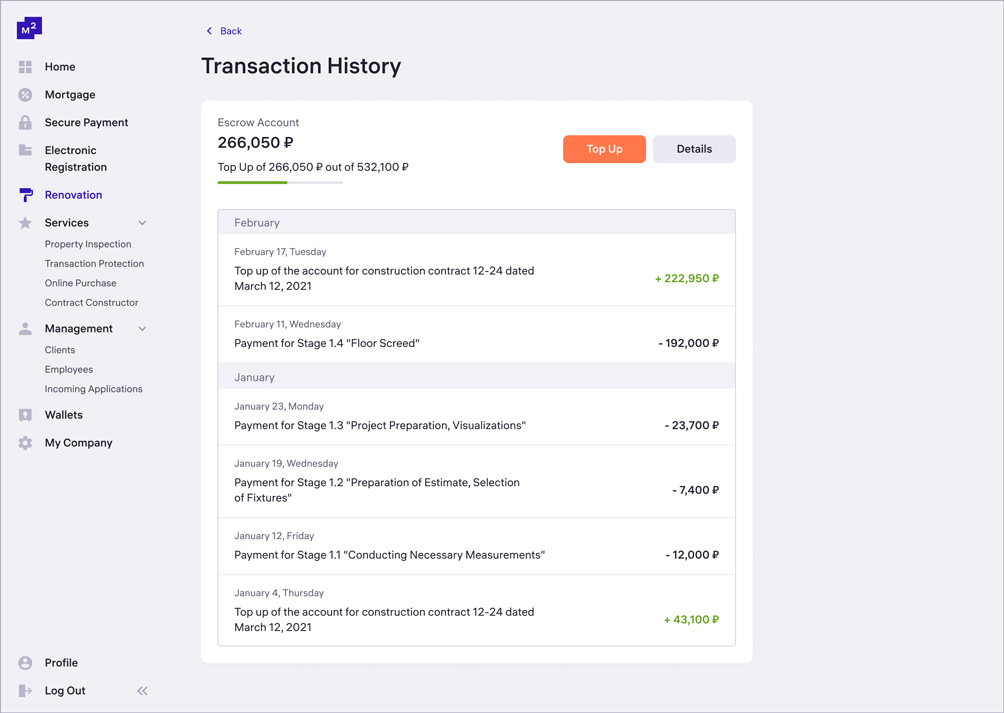 M2
Home
Mortgage
Secure Payment
Electronic
Registration
Renovation
Services
Property Inspection
Transaction Protection
Online Purchase
Contract Constructor
Management
Clients
Employees
Incoming Applications
Wallets
My Company
Profile
Log Out
Back
Transaction History
Escrow Account
266,050 ₽
Top Up of 266,050 ₽ out of 532,100 ₽
Top Up
Details
February
February 17, Tuesday
Top up of the account for construction contract 12-24 dated
March 12, 2021
+ 222,950 ₽
February 11, Wednesday
Payment for Stage 1.4 "Floor Screed"
- 192,000 ₽
January
January 23, Monday
Payment for Stage 1.3 "Project Preparation, Visualizations"
- 23,700 ₽
January 19, Wednesday
Payment for Stage 1.2 "Preparation of Estimate, Selection
of Fixtures"
- 7,400 ₽
January 12, Friday
Payment for Stage 1.1 "Conducting Necessary Measurements"
- 12,000 ₽
January 4, Thursday
Top up of the account for construction contract 12-24 dated
March 12, 2021
+ 43,100 ₽